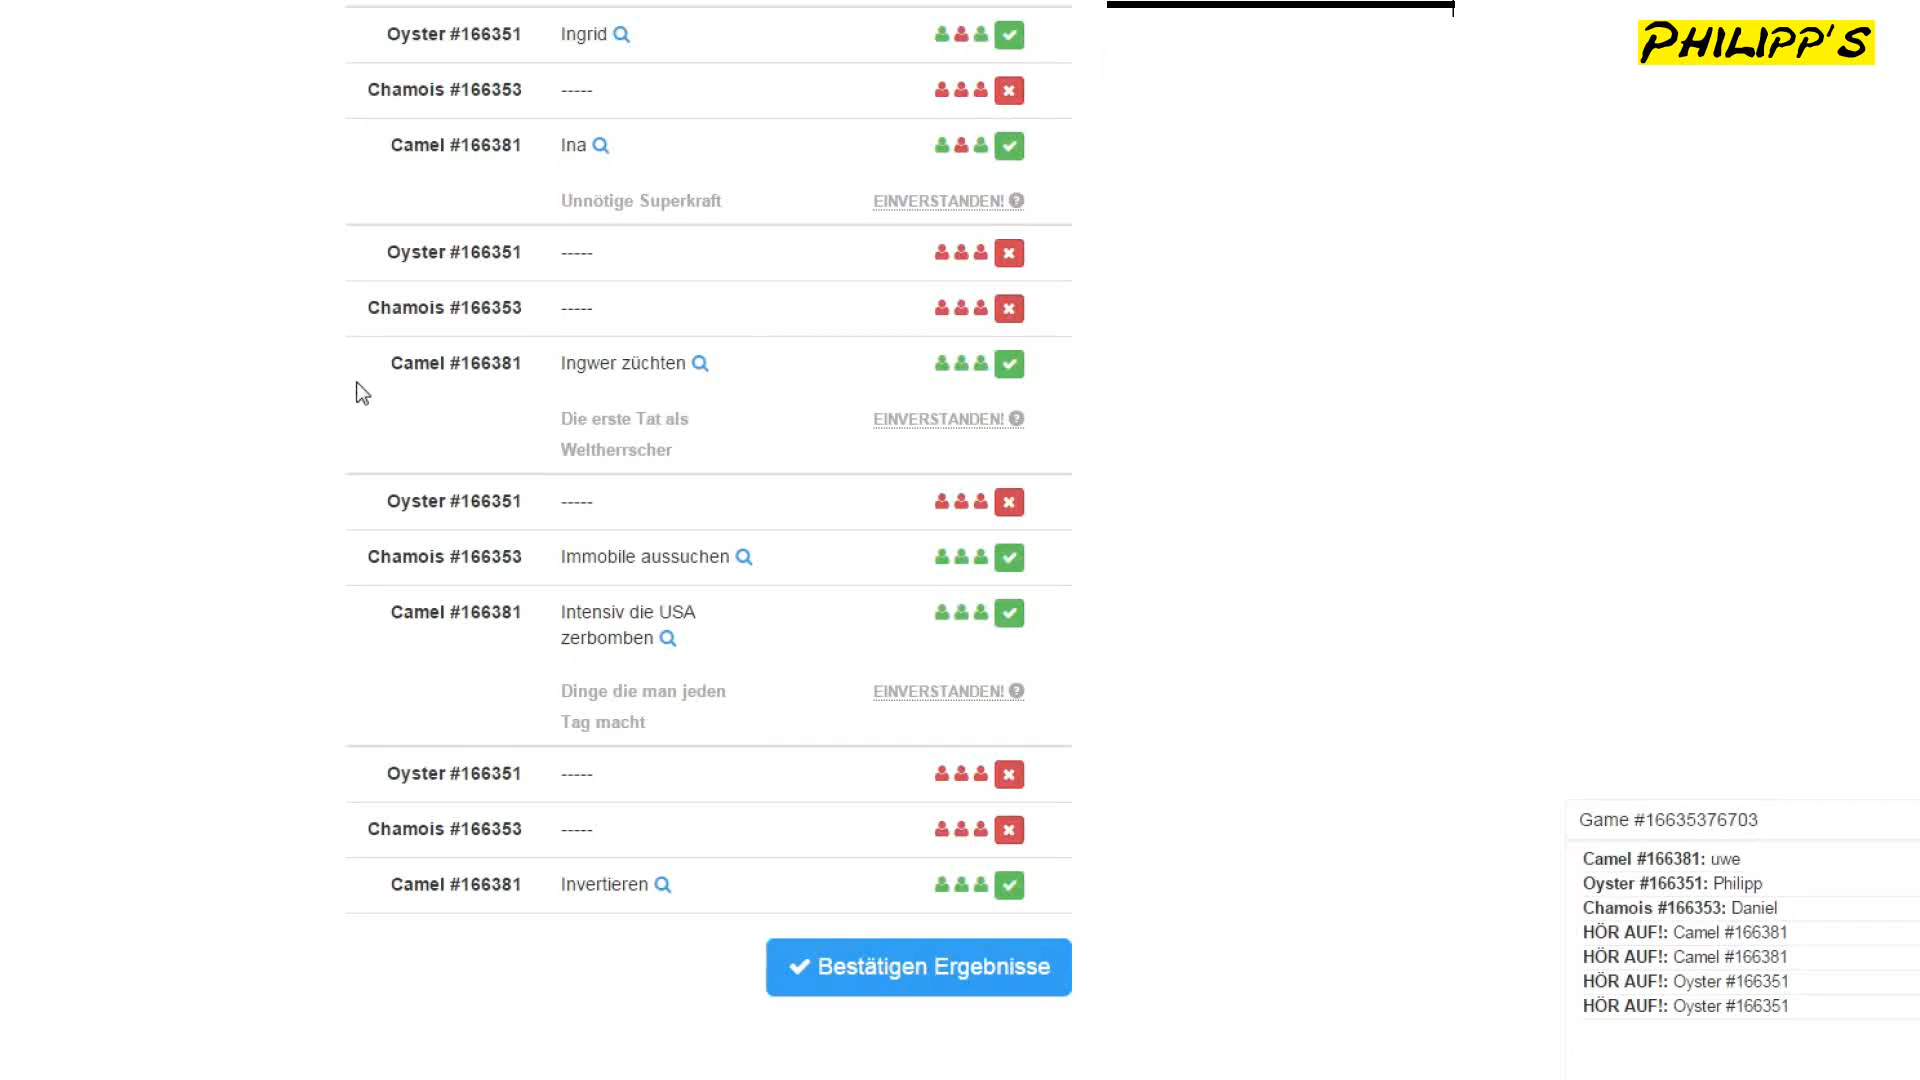 PHILIPP'S
Oyster #166351 Ingrid
Chamois #166353 -----
Camel #166381 Ina
Unnötige Superkraft EINVERSTANDEN!
Oyster #166351 -----
Chamois #166353 -----
Camel #166381 Ingwer züchten
Die erste Tat als EINVERSTANDEN!
Weltherrscher
Oyster #166351 -----
Chamois #166353 Immobile aussuchen
Camel #166381 Intensiv die USA
zerbomben
Dinge die man jeden EINVERSTANDEN!
Tag macht
Oyster #166351 -----
Chamois #166353 -----
Camel #166381 Invertieren
Bestätigen Ergebnisse
Game #16635376703
Camel #166381: uwe
Oyster #166351: Philipp
Chamois #166353: Daniel
HÖR AUF!: Camel #166381
HÖR AUF!: Camel #166381
HÖR AUF!: Oyster #166351
HÖR AUF!: Oyster #166351